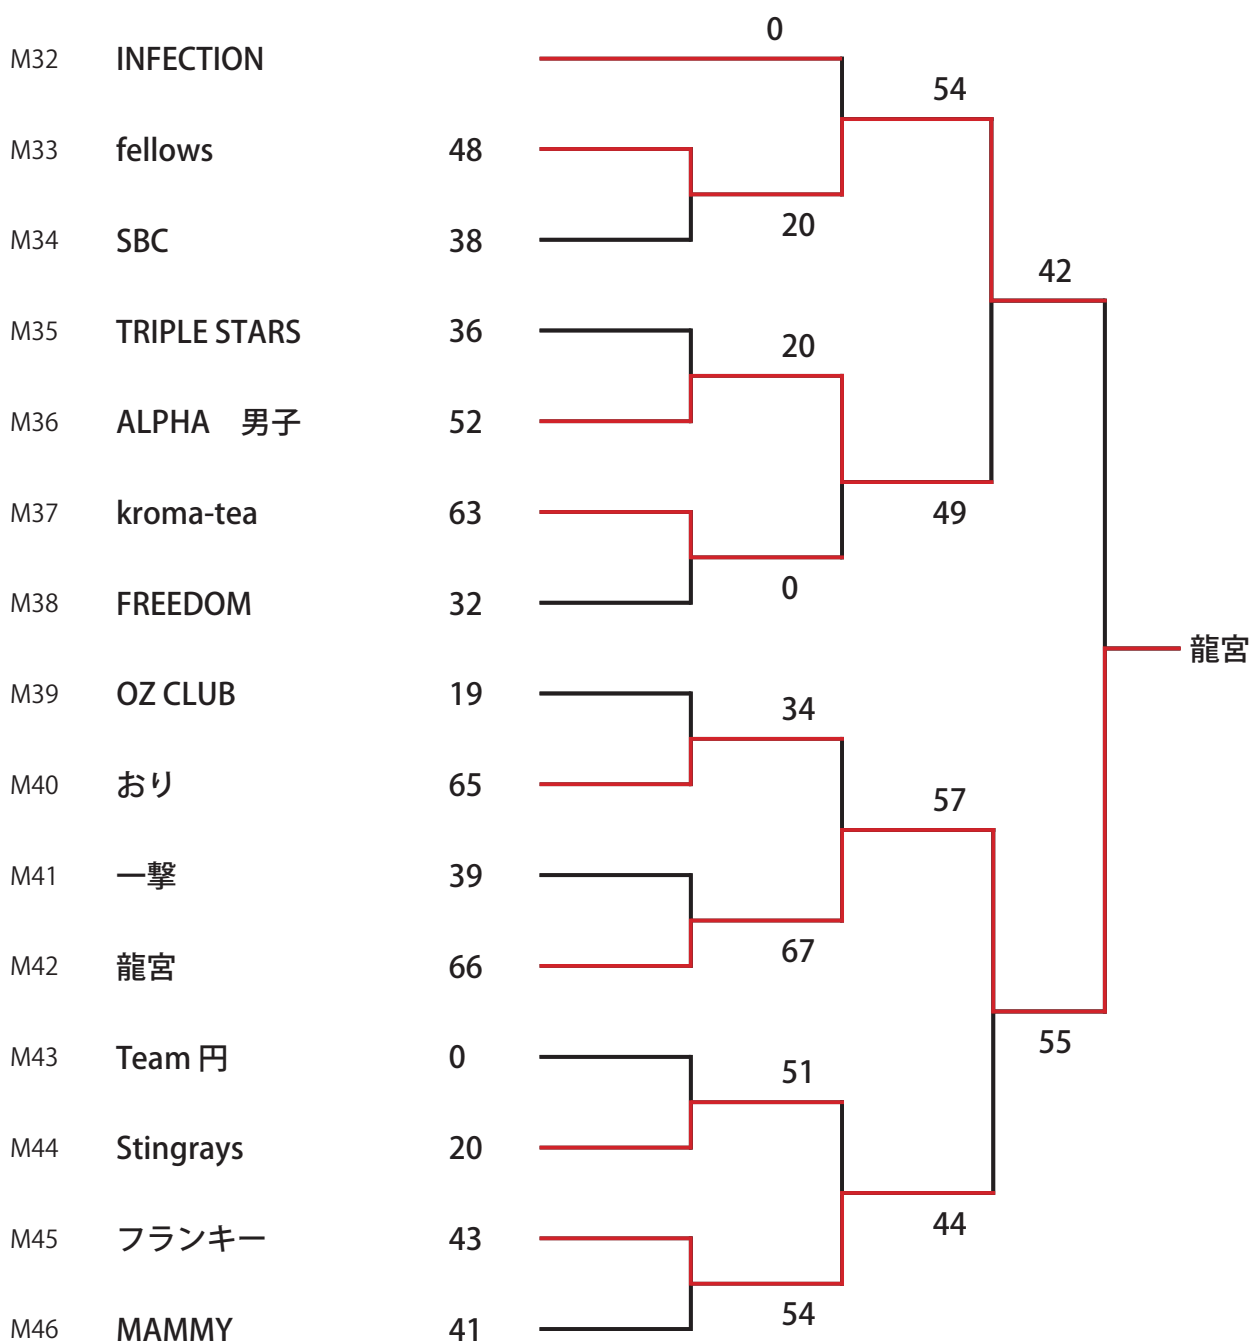 0
M32 INFECTION
54
M33 fellows 48
20
M34 SBC 38
42
M35 TRIPLE STARS 36
20
M36 ALPHA　男子 52
M37 kroma-tea 63
49
0
M38 FREEDOM 32
龍宮
M39 OZ CLUB 19
34
M40 おり 65
57
M41 一撃 39
67
M42 龍宮 66
55
M43 Team 円 0
51
M44 Stingrays 20
44
M45 フランキー 43
54
M46 MAMMY 41